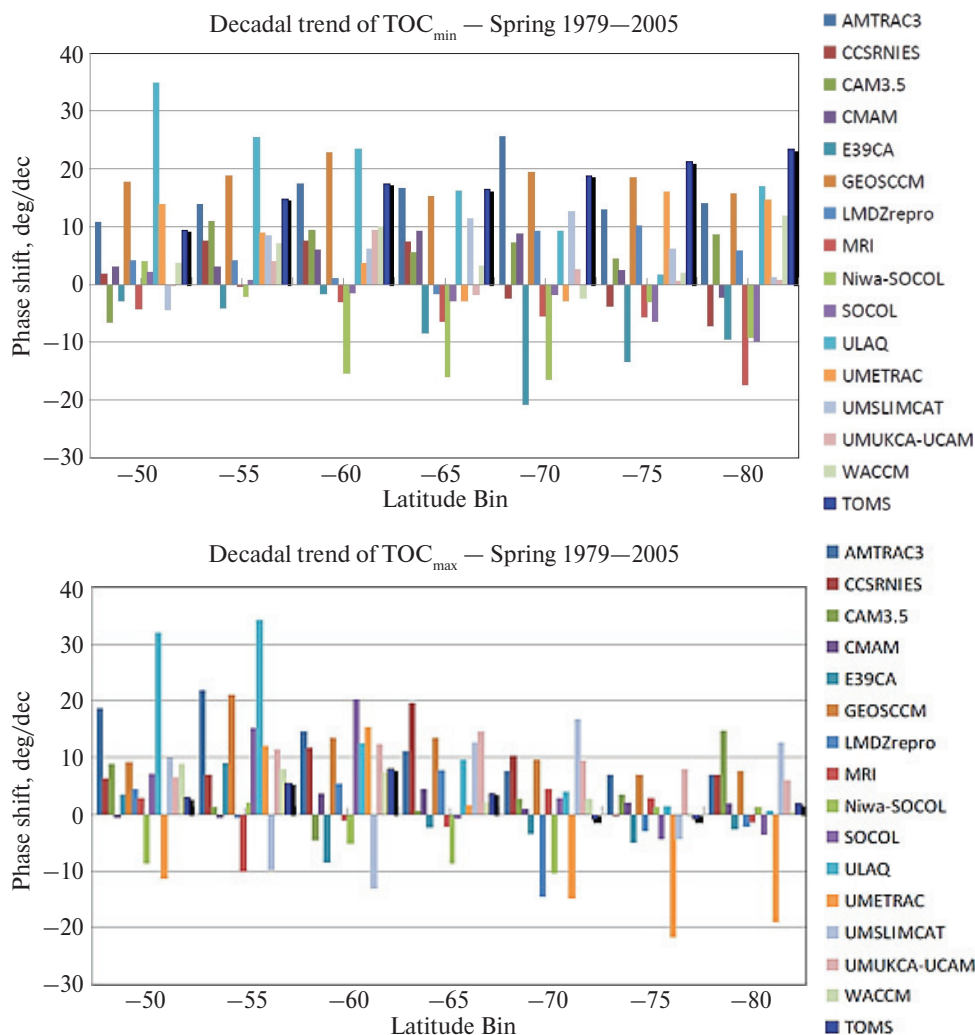 Decadal trend of TOCmin — Spring 1979—2005
Phase shift, deg/dec
40
30
20
10
0
−10
−20
−30
−50 −55 −60 −65 −70 −75 −80
Latitude Bin
AMTRAC3
CCSRNIES
CAM3.5
CMAM
E39CA
GEOSCCM
LMDZrepro
MRI
Niwa-SOCOL
SOCOL
ULAQ
UMETRAC
UMSLIMCAT
UMUKCA-UCAM
WACCM
TOMS
Decadal trend of TOCmax — Spring 1979—2005
Phase shift, deg/dec
40
30
20
10
0
−10
−20
−30
−50 −55 −60 −65 −70 −75 −80
Latitude Bin
AMTRAC3
CCSRNIES
CAM3.5
CMAM
E39CA
GEOSCCM
LMDZrepro
MRI
Niwa-SOCOL
SOCOL
ULAQ
UMETRAC
UMSLIMCAT
UMUKCA-UCAM
WACCM
TOMS